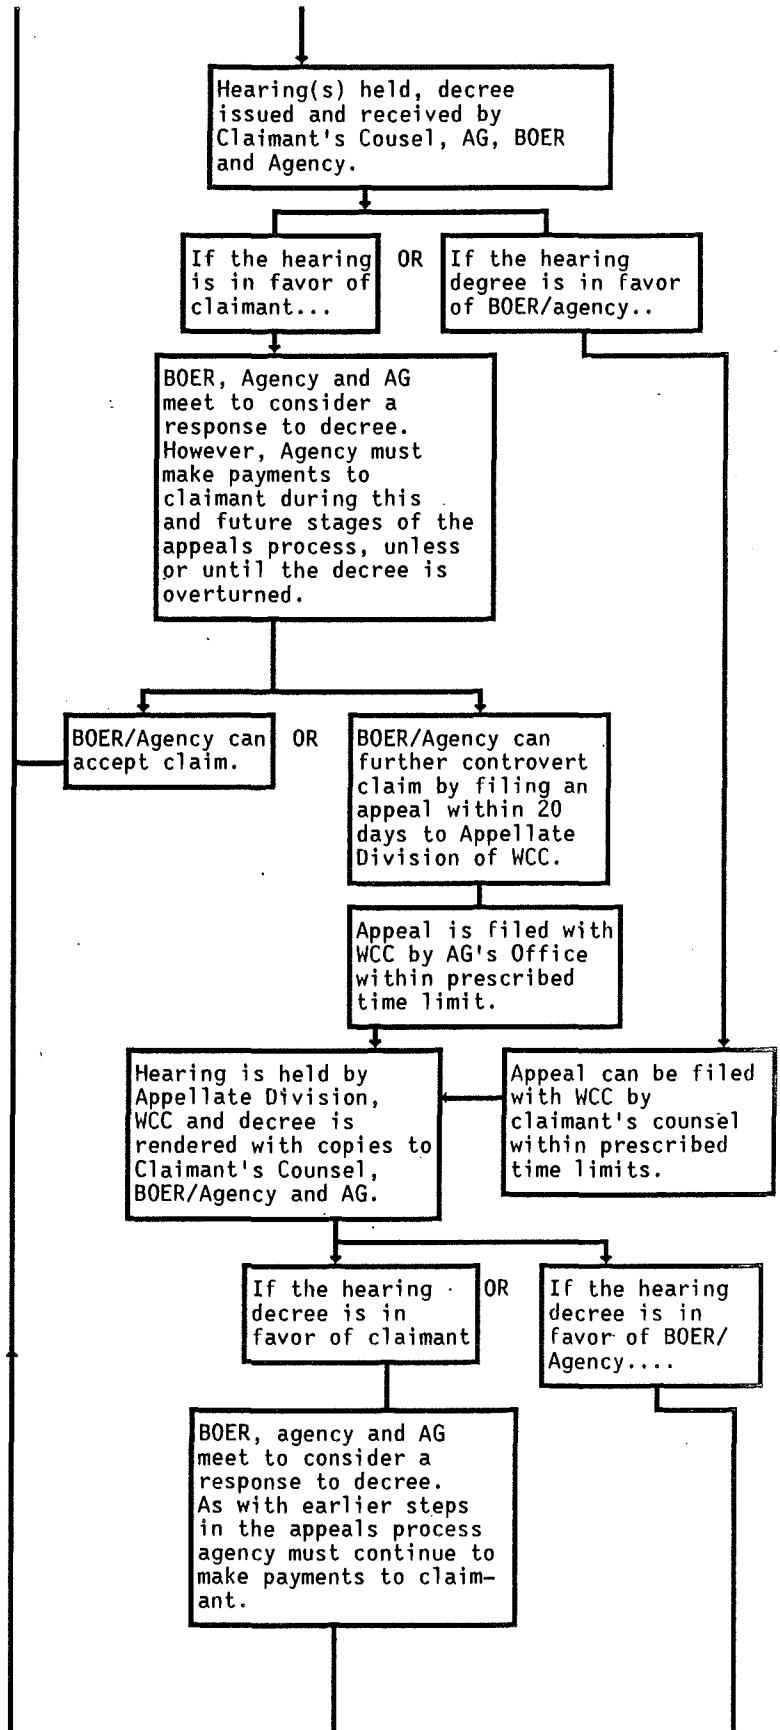 Hearing(s) held, decree
issued and received by
Claimant's Cousel, AG, BOER
and Agency.
If the hearing
is in favor of
claimant...
OR
If the hearing
degree is in favor
of BOER/agency..
BOER, Agency and AG
meet to consider a
response to decree.
However, Agency must
make payments to
claimant during this
and future stages of the
appeals process, unless
or until the decree is
overturned.
BOER/Agency can
accept claim.
OR
BOER/Agency can
further controvert
claim by filing an
appeal within 20
days to Appellate
Division of WCC.
Appeal is filed with
WCC by AG's Office
within prescribed
time limit.
Hearing is held by
Appellate Division,
WCC and decree is
rendered with copies to
Claimant's Counsel,
BOER/Agency and AG.
Appeal can be filed
with WCC by
claimant's counsel
within prescribed
time limits.
If the hearing
decree is in
favor of claimant
OR
If the hearing
decree is in
favor of BOER/
Agency....
BOER, agency and AG
meet to consider a
response to decree.
As with earlier steps
in the appeals process
agency must continue to
make payments to claim-
ant.